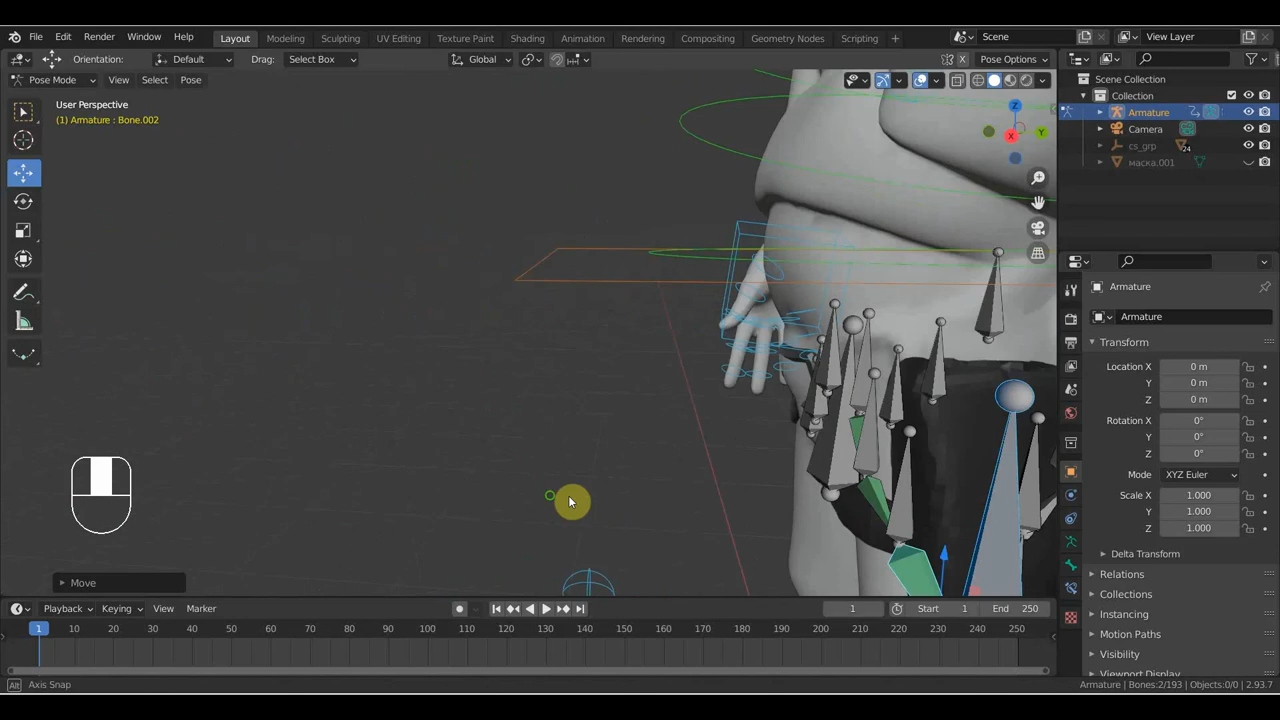 File Edit Render Window Help Layout Modeling Sculpting UV Editing Texture Paint Shading Animation Rendering Compositing Geometry Nodes Scripting + Scene View Layer
Orientation: Default Drag: Select Box Global Pose Options
Pose Mode View Select Pose
User Perspective
(1) Armature : Bone.002
Z
Y
X
Scene Collection
Collection
Armature
Camera
cs_grp 24
маска.001
Armature
Armature
Transform
Location X 0 m
Y 0 m
Z 0 m
Rotation X 0°
Y 0°
Z 0°
Mode XYZ Euler
Scale X 1.000
Y 1.000
Z 1.000
Delta Transform
Relations
Collections
Instancing
Motion Paths
Visibility
Viewport Display
Move
Playback Keying View Marker 1 Start 1 End 250
1 10 20 30 40 50 60 70 80 90 100 110 120 130 140 150 160 170 180 190 200 210 220 230 240 250
Alt Axis Snap Armature | Bones:2/193 | Objects:0/0 | 2.93.7